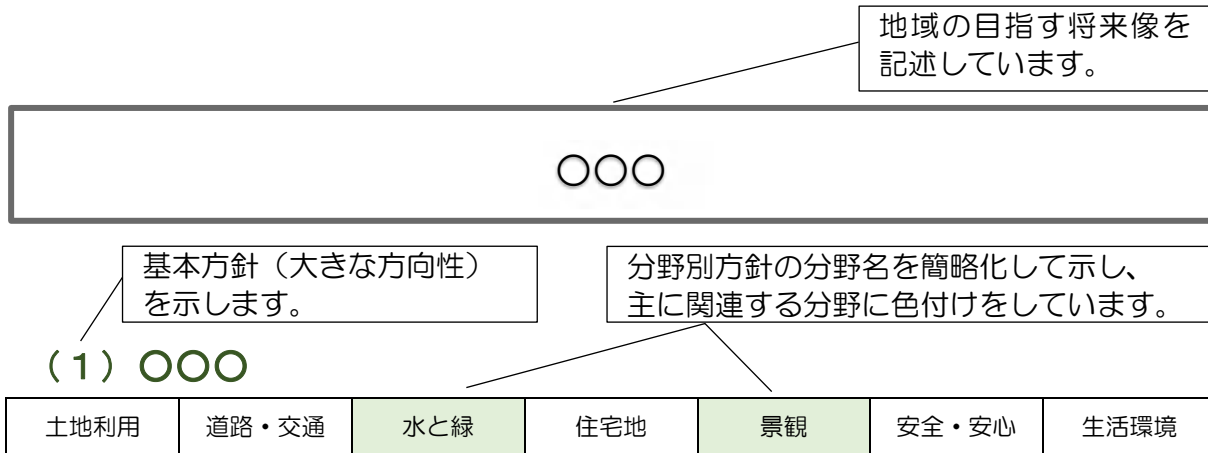 地域の目指す将来像を
記述しています。
〇〇〇
基本方針（大きな方向性）
を示します。
分野別方針の分野名を簡略化して示し、
主に関連する分野に色付けをしています。
（１）〇〇〇
土地利用 道路・交通 水と緑 住宅地 景観 安全・安心 生活環境